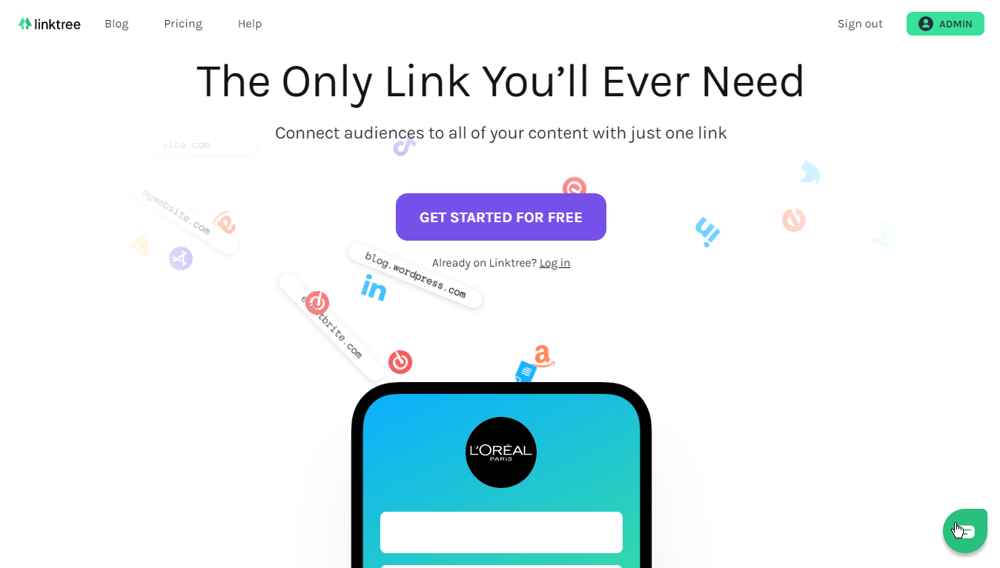 linktree
Blog
Pricing
Help
Sign out
ADMIN
The Only Link You’ll Ever Need
Connect audiences to all of your content with just one link
vice.com
mywebsite.com
GET STARTED FOR FREE
blog.wordpress.com
Already on Linktree? Log in
in
in
eventbrite.com
L'ORÉAL
PARIS